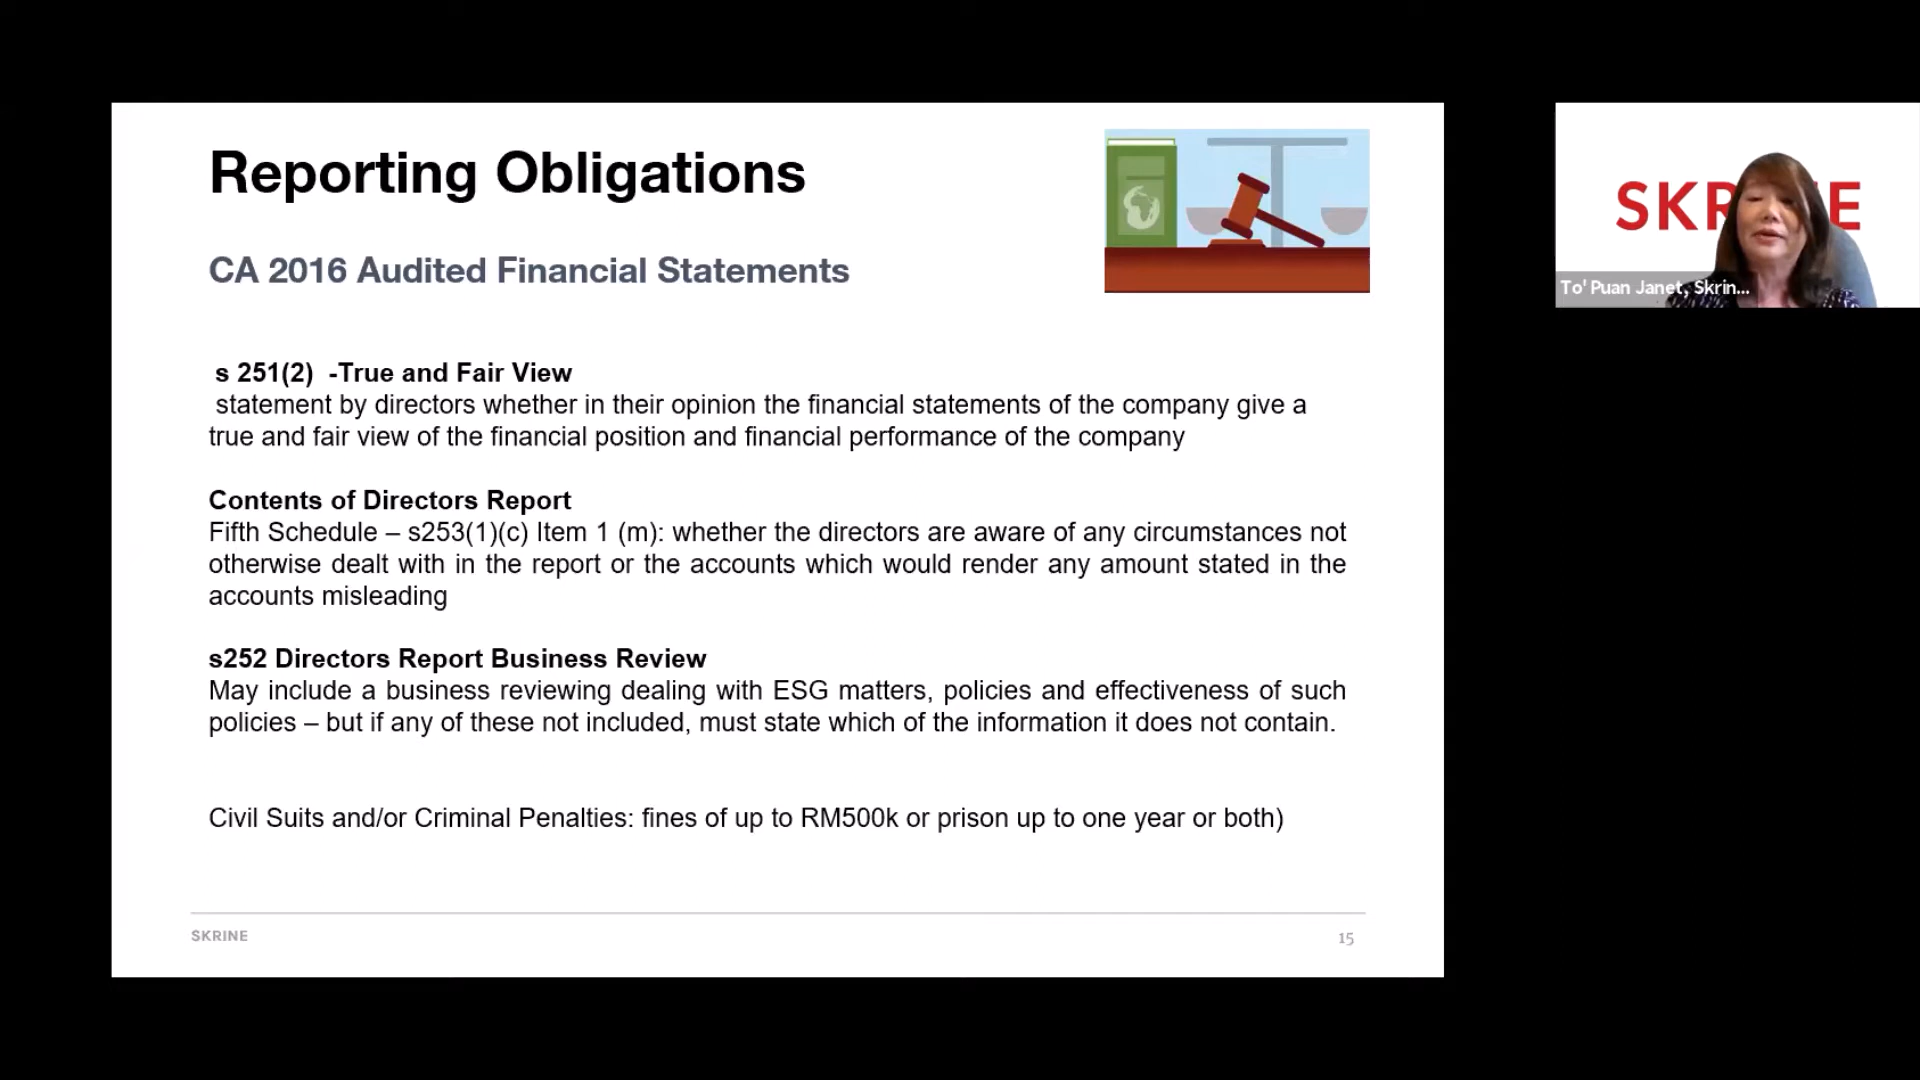 Reporting Obligations
CA 2016 Audited Financial Statements
s 251(2) -True and Fair View
statement by directors whether in their opinion the financial statements of the company give a
true and fair view of the financial position and financial performance of the company
Contents of Directors Report
Fifth Schedule – s253(1)(c) Item 1 (m): whether the directors are aware of any circumstances not
otherwise dealt with in the report or the accounts which would render any amount stated in the
accounts misleading
s252 Directors Report Business Review
May include a business reviewing dealing with ESG matters, policies and effectiveness of such
policies – but if any of these not included, must state which of the information it does not contain.
Civil Suits and/or Criminal Penalties: fines of up to RM500k or prison up to one year or both)
SKRINE
15
SKR E
To' Puan Janet, Skrin...